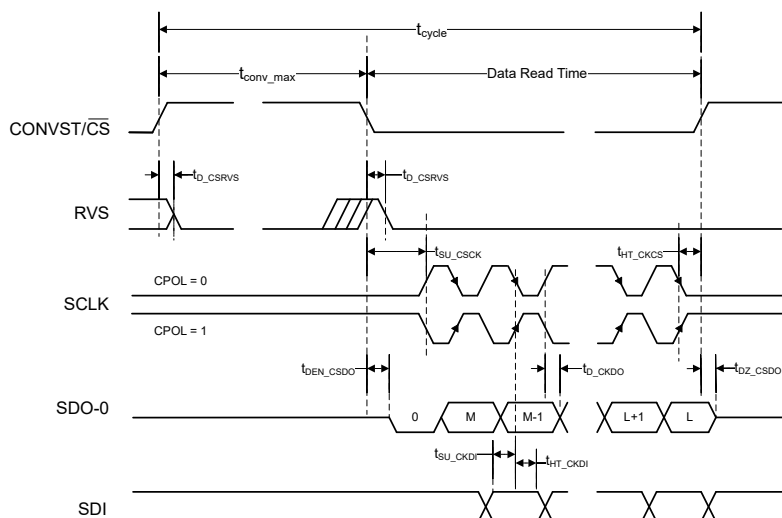 tcycle
tconv_max
Data Read Time
CONVST/CS
tD_CSRVS
tD_CSRVS
RVS
tSU_CSCK
tHT_CKCS
CPOL = 0
SCLK
CPOL = 1
tDEN_CSDO
tD_CKDO
tDZ_CSDO
SDO-0
0 M M-1 L+1 L
tSU_CKDI
tHT_CKDI
SDI